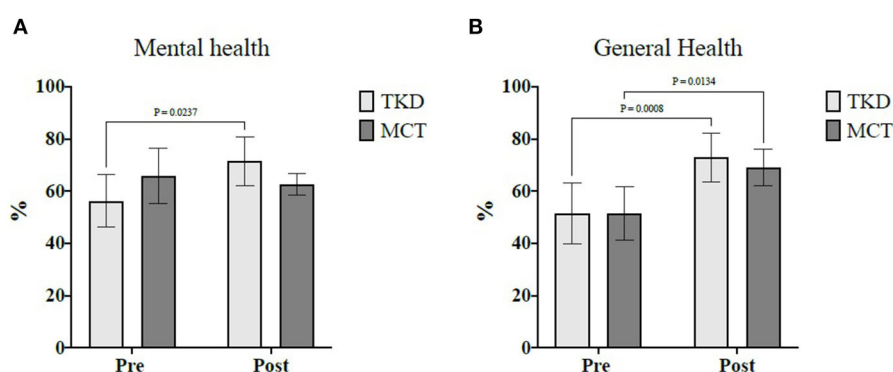 A
Mental health
100
80
60
40
20
0
%
P = 0.0237
TKD
MCT
Pre
Post
B
General Health
100
80
60
40
20
0
%
P = 0.0134
P = 0.0008
TKD
MCT
Pre
Post